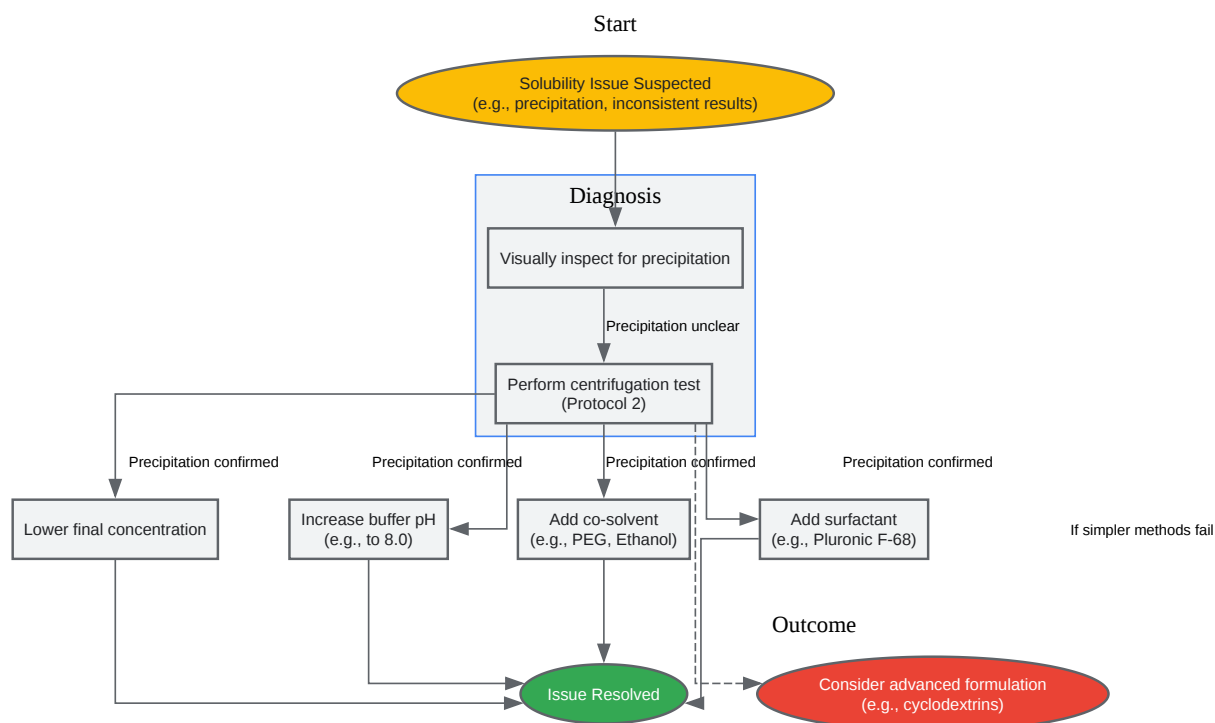 Start
Solubility Issue Suspected
(e.g., precipitation, inconsistent results)
Diagnosis
Visually inspect for precipitation
Precipitation unclear
Perform centrifugation test
(Protocol 2)
Precipitation confirmed
Precipitation confirmed
Precipitation confirmed
Precipitation confirmed
Lower final concentration
Increase buffer pH
(e.g., to 8.0)
Add co-solvent
(e.g., PEG, Ethanol)
Add surfactant
(e.g., Pluronic F-68)
If simpler methods fail
Outcome
Issue Resolved
Consider advanced formulation
(e.g., cyclodextrins)